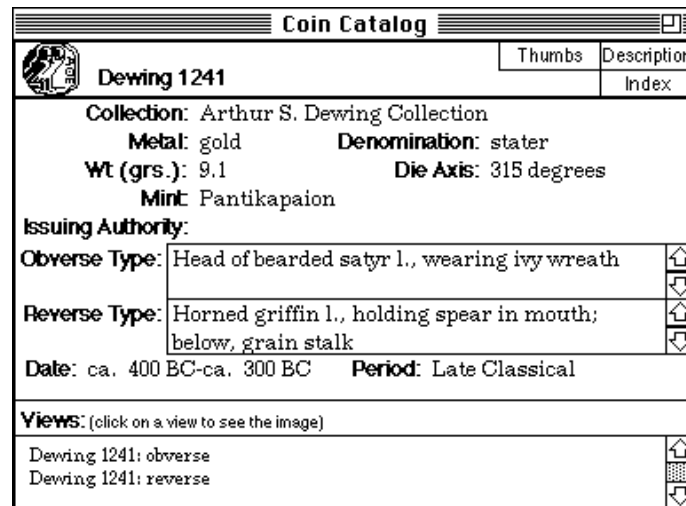 Coin Catalog
Thumbs Description
Dewing 1241
Index
Collection: Arthur S. Dewing Collection
Metal: gold Denomination: stater
Wt (grs.): 9.1 Die Axis: 315 degrees
Mint: Pantikapaion
Issuing Authority:
Obverse Type: Head of bearded satyr l., wearing ivy wreath
Reverse Type: Horned griffin l., holding spear in mouth;
below, grain stalk
Date: ca. 400 BC-ca. 300 BC Period: Late Classical
Views: (click on a view to see the image)
Dewing 1241: obverse
Dewing 1241: reverse